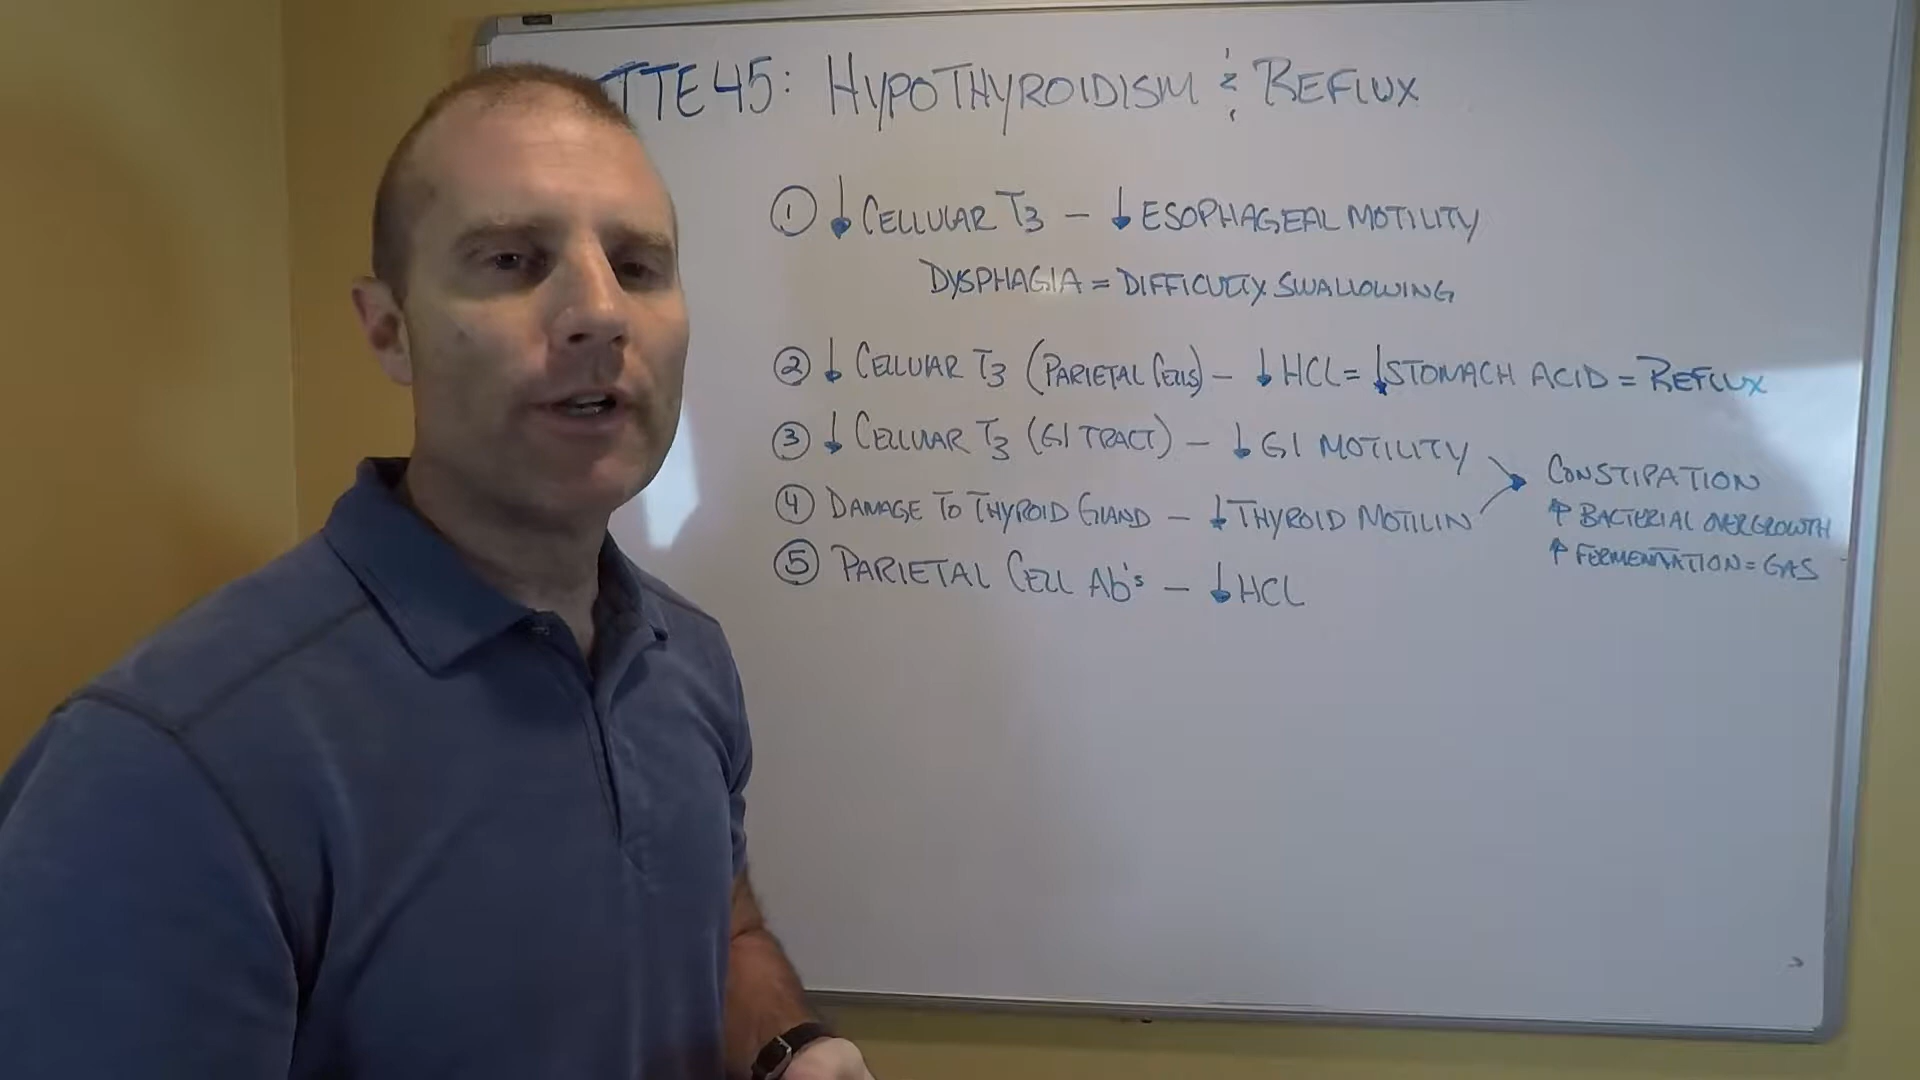 TTE 45: HYPOTHYROIDISM & REFLUX
① ↓ CELLULAR T3 – ↓ ESOPHAGEAL MOTILITY
DYSPHAGIA = DIFFICULTY SWALLOWING
② ↓ CELLULAR T3 (PARIETAL CELLS) – ↓ HCL = ↓ STOMACH ACID = REFLUX
③ ↓ CELLULAR T3 (GI TRACT) – ↓ GI MOTILITY
④ DAMAGE TO THYROID GLAND – ↓ THYROID MOTILIN
CONSTIPATION
↑ BACTERIAL OVERGROWTH
↑ FERMENTATION = GAS
⑤ PARIETAL CELL Ab's – ↓ HCL